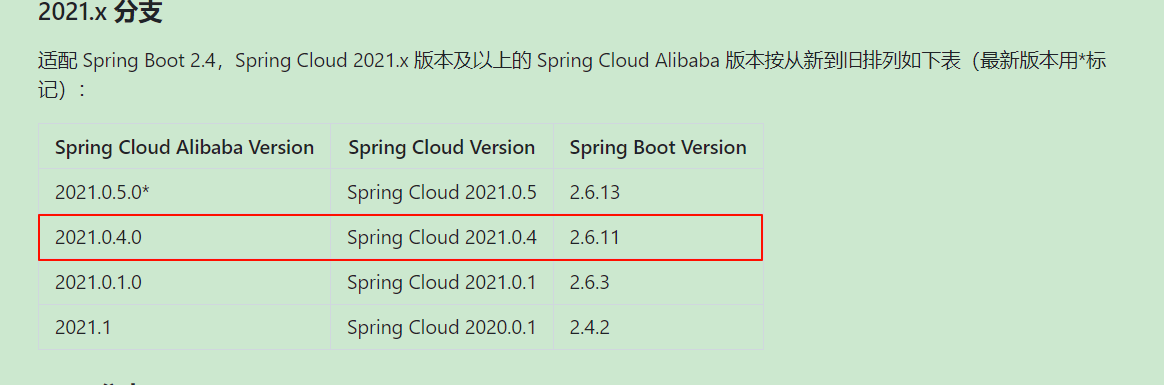 2021.x 分支
适配 Spring Boot 2.4，Spring Cloud 2021.x 版本及以上的 Spring Cloud Alibaba 版本按从新到旧排列如下表（最新版本用*标
记）：
Spring Cloud Alibaba Version Spring Cloud Version Spring Boot Version
2021.0.5.0* Spring Cloud 2021.0.5 2.6.13
2021.0.4.0 Spring Cloud 2021.0.4 2.6.11
2021.0.1.0 Spring Cloud 2021.0.1 2.6.3
2021.1 Spring Cloud 2020.0.1 2.4.2